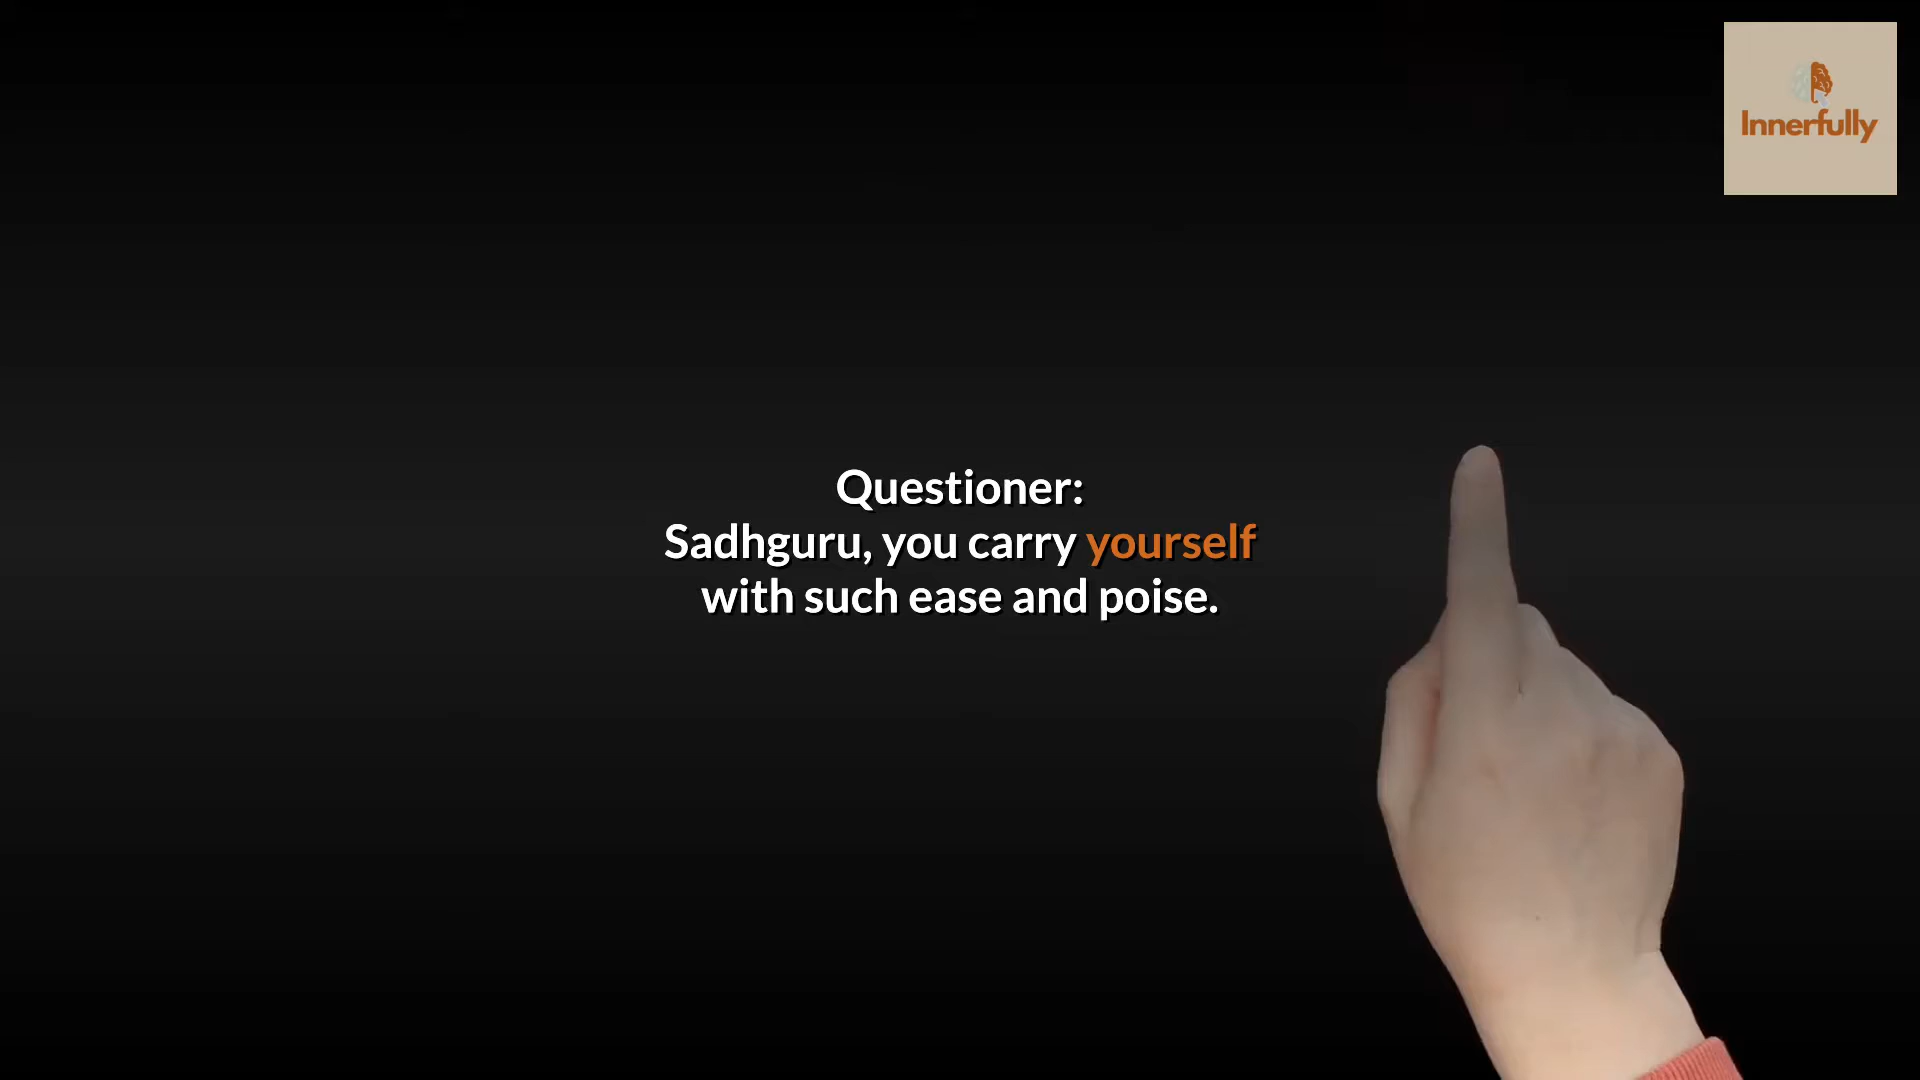 Innerfully
Questioner:
Sadhguru, you carry yourself
with such ease and poise.